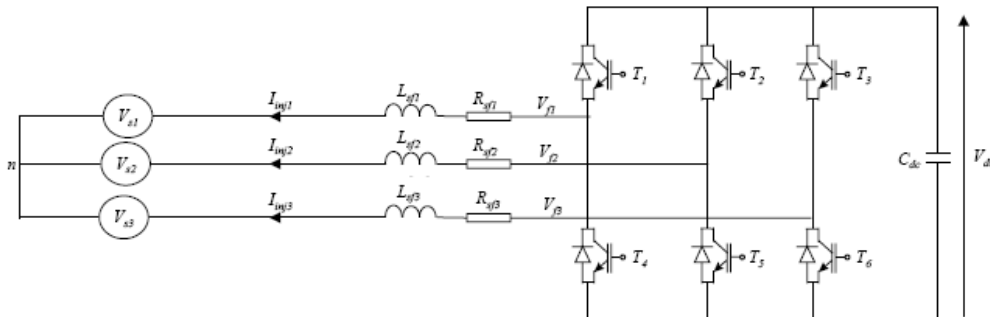 T1 T2 T3
Iinj1 Lsf1 Rsf1 Vf1
Vs1
Iinj2 Lsf2 Rsf2 Vf2
n Vs2 Cdc Vd
Iinj3 Lsf3 Rsf3 Vf3
Vs3
T4 T5 T6